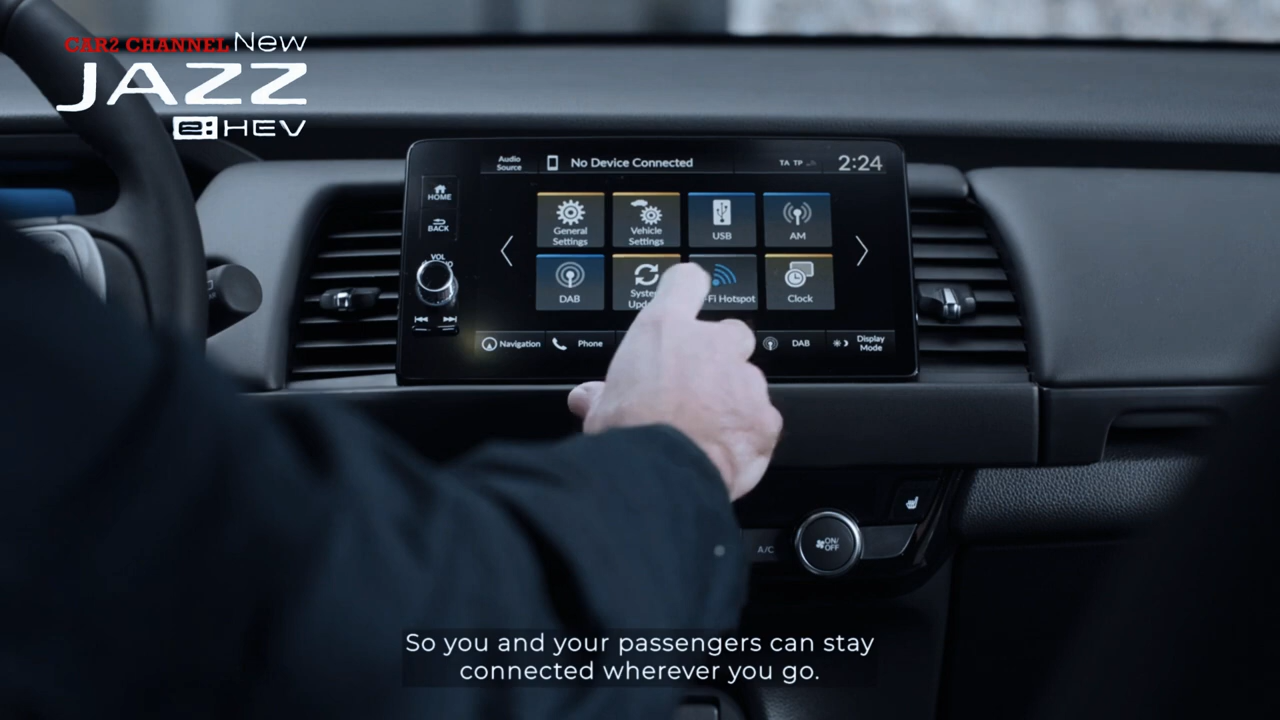 CAR2 CHANNEL New
JAZZ
e:HEV
Audio
Source
No Device Connected
TA TP
2:24
HOME
BACK
VOL
General
Settings
Vehicle
Settings
USB
AM
DAB
Clock
Hotspot
Navigation
Phone
DAB
Display
Mode
A/C
ON/
OFF
So you and your passengers can stay
connected wherever you go.